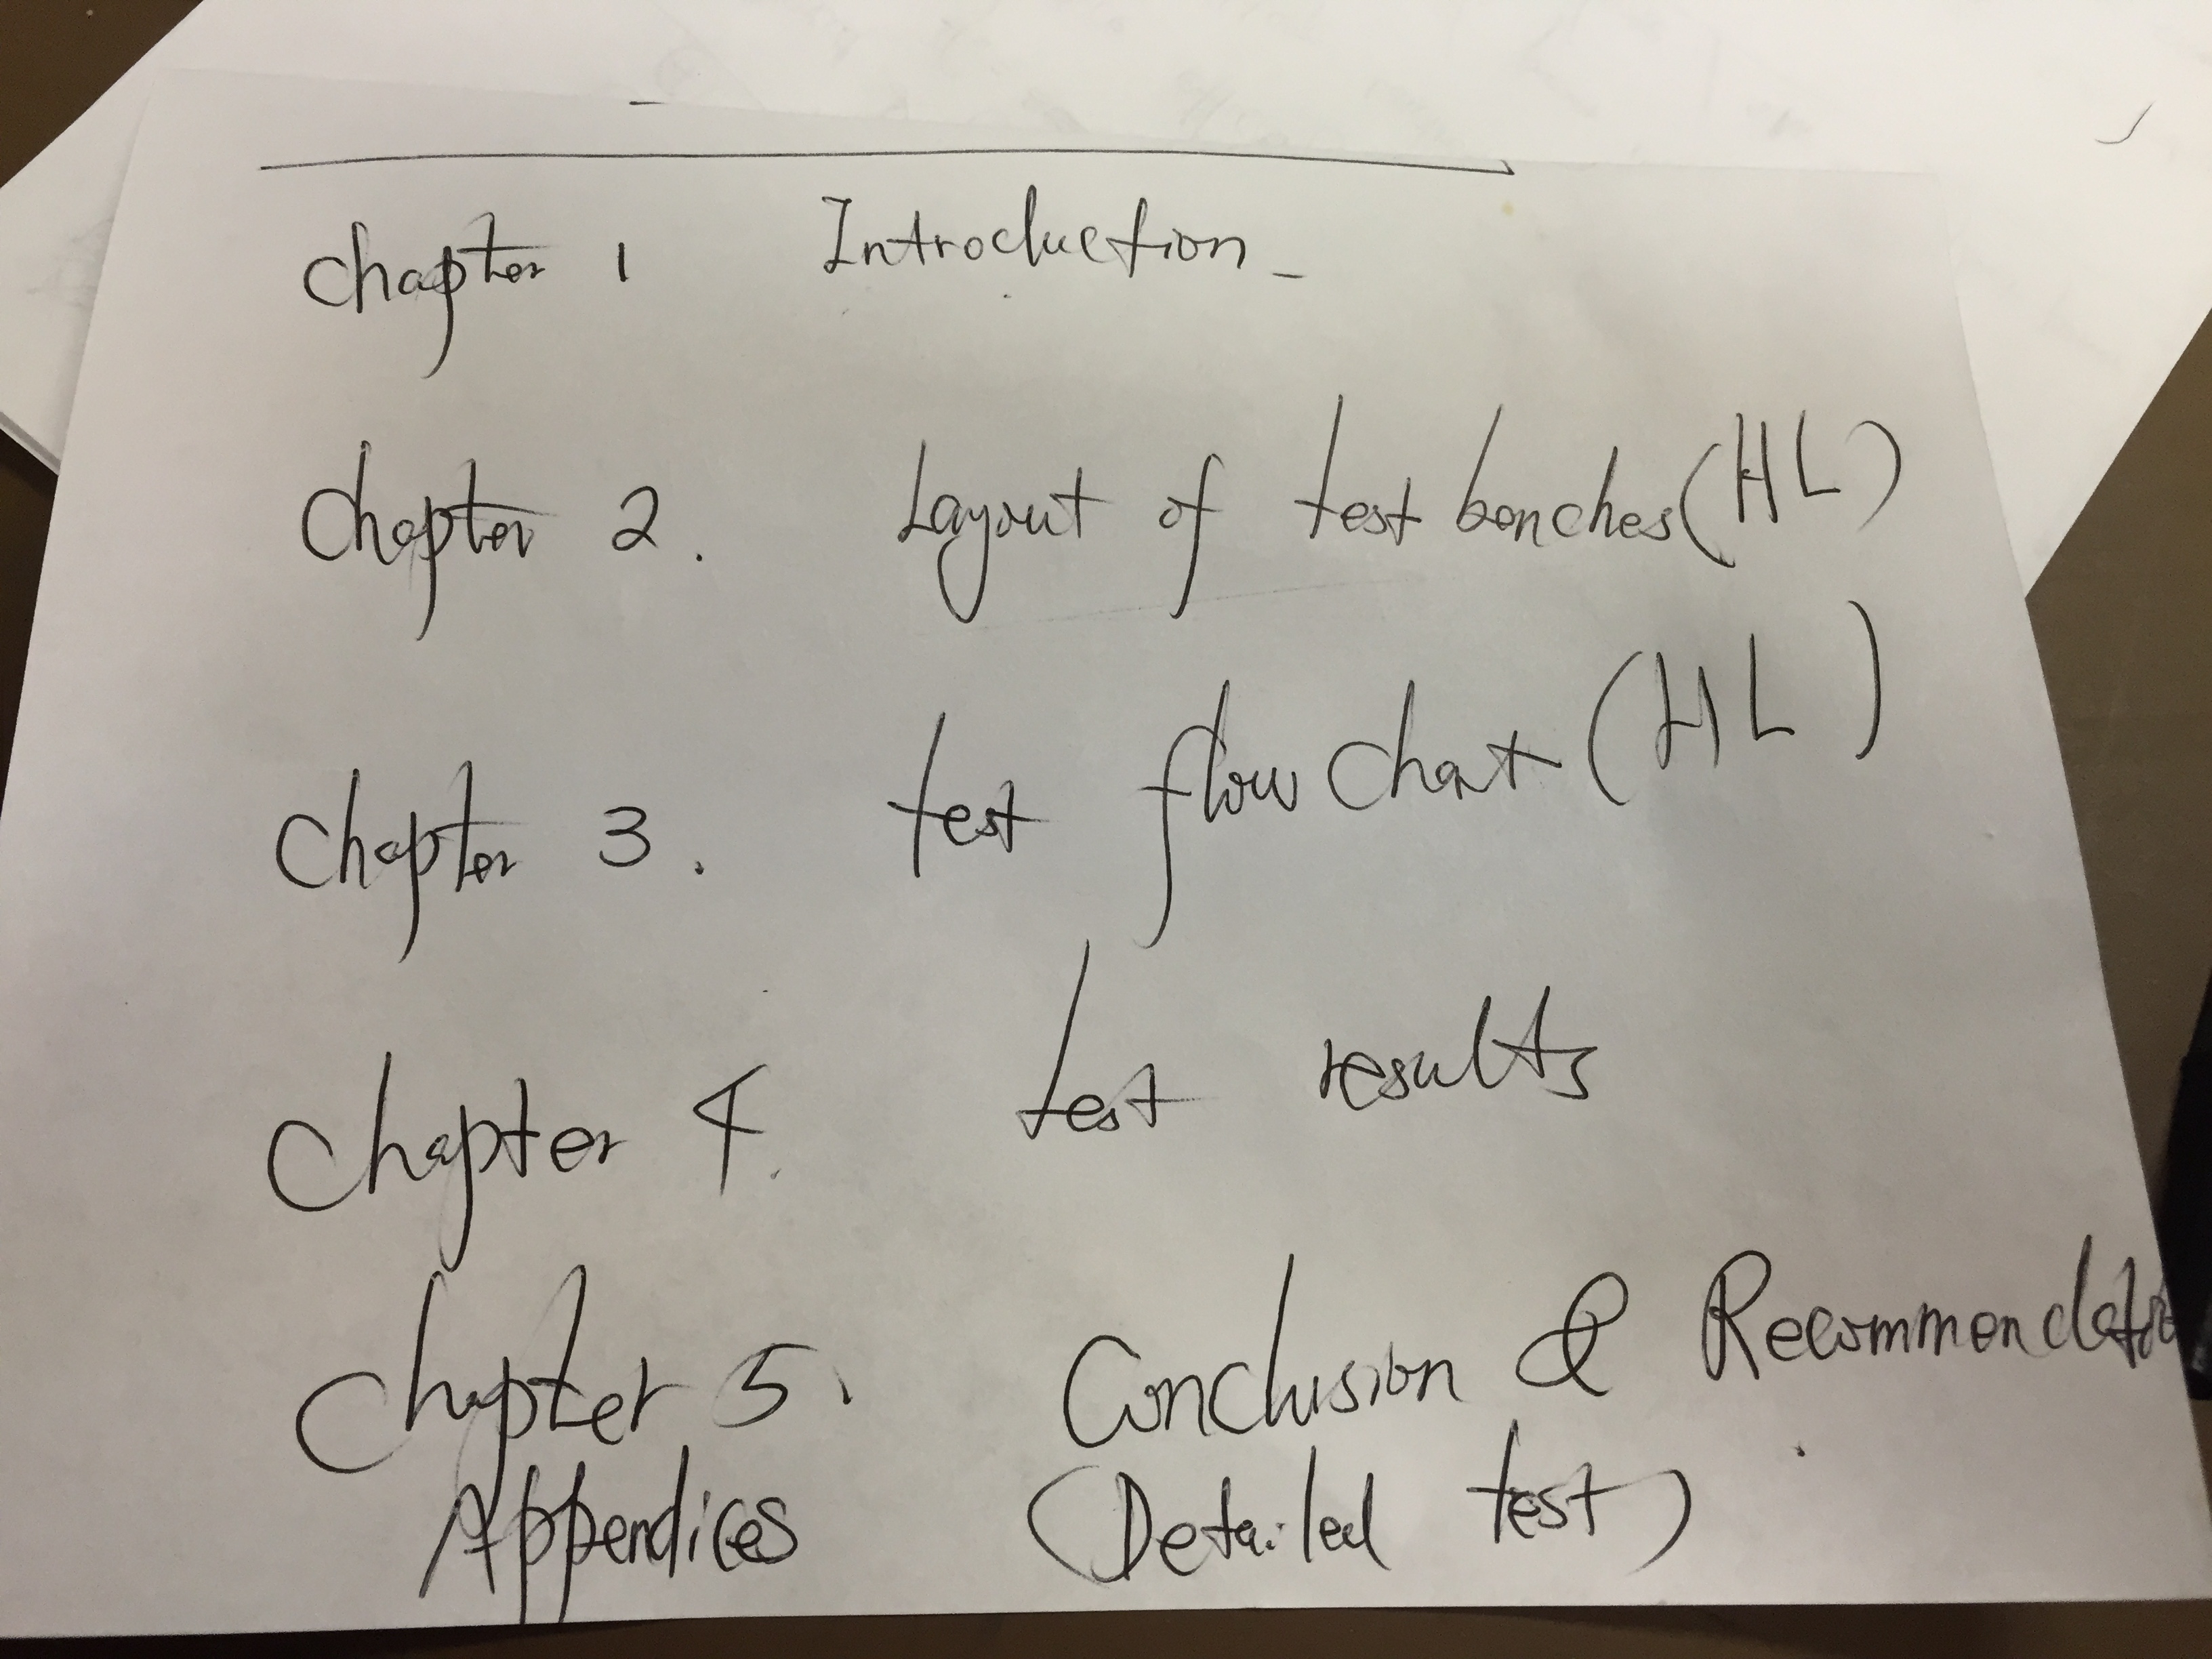 Chapter 1 Introduction
Chapter 2. Layout of test benches (HL)
Chapter 3. test flow chart (HL)
Chapter 4. test results
Chapter 5. Conclusion & Recommendatio
Appendices (Detailed test)